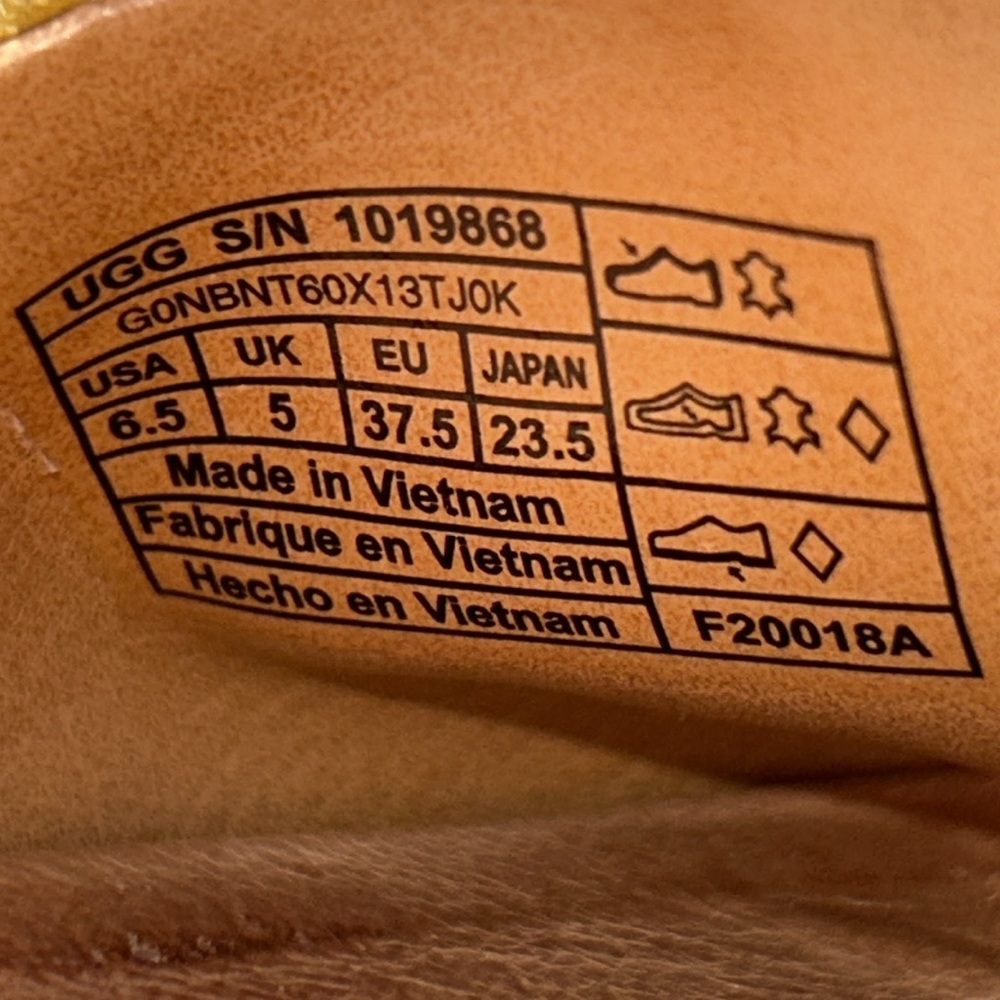 UGG S/N 1019868
G0NBNT60X13TJ0K
USA UK EU JAPAN
6.5 5 37.5 23.5
Made in Vietnam
Fabrique en Vietnam
Hecho en Vietnam
F20018A